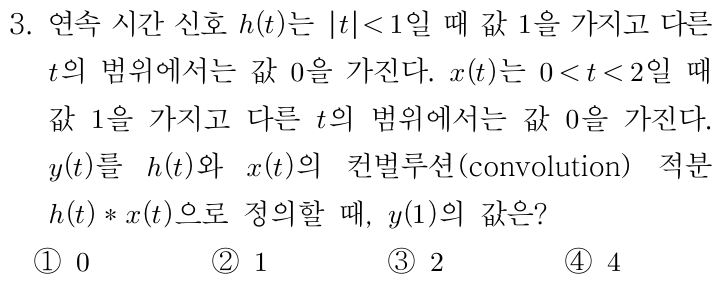 3. 연속 시간 신호 h(t)는 |t|<1일 때 값 1을 가지고 다른
t의 범위에서는 값 0을 가진다. x(t)는 0<t<2일 때
값 1을 가지고 다른 t의 범위에서는 값 0을 가진다.
y(t)를 h(t)와 x(t)의 컨벌루션(convolution) 적분
h(t)*x(t)으로 정의할 때, y(1)의 값은?
① 0 ② 1 ③ 2 ④ 4